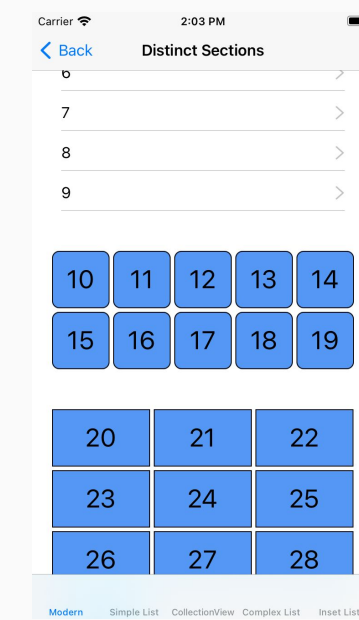 Carrier 2:03 PM
Back Distinct Sections
6
7
8
9
10 11 12 13 14
15 16 17 18 19
20 21 22
23 24 25
26 27 28
Modern Simple List CollectionView Complex List Inset List